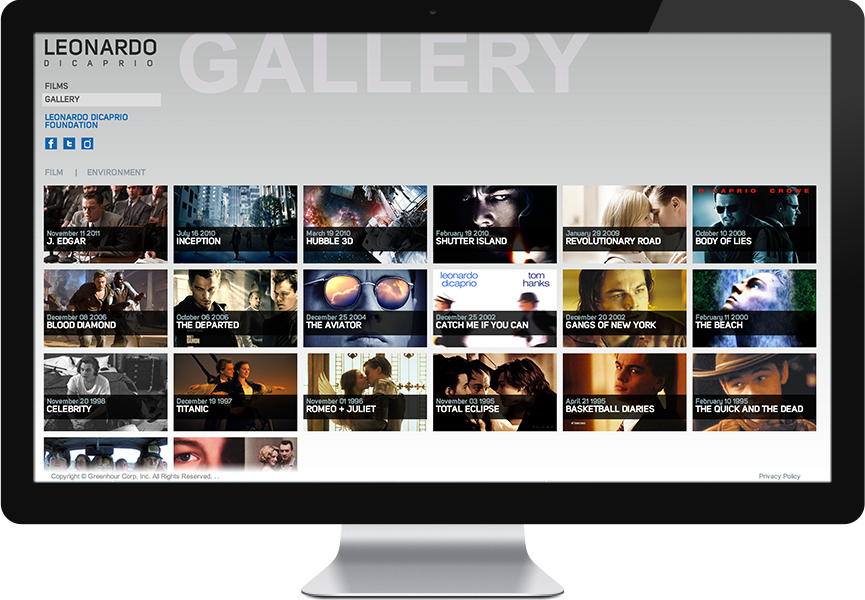 GALLERY
LEONARDO
DICAPRIO
FILMS
GALLERY
LEONARDO DICAPRIO
FOUNDATION
FILM | ENVIRONMENT
November 11 2011
J. EDGAR
July 16 2010
INCEPTION
March 19 2010
HUBBLE 3D
February 19 2010
SHUTTER ISLAND
January 29 2009
REVOLUTIONARY ROAD
DICAPRIO CROWE
October 10 2008
BODY OF LIES
December 08 2006
BLOOD DIAMOND
October 06 2006
THE DEPARTED
MATT DAMON
December 25 2004
THE AVIATOR
leonardo
dicaprio
tom
hanks
December 25 2002
CATCH ME IF YOU CAN
December 20 2002
GANGS OF NEW YORK
February 11 2000
THE BEACH
November 20 1998
CELEBRITY
December 19 1997
TITANIC
November 01 1996
ROMEO + JULIET
November 03 1995
TOTAL ECLIPSE
April 21 1995
BASKETBALL DIARIES
February 10 1995
THE QUICK AND THE DEAD
Copyright © Greenhour Corp, Inc. All Rights Reserved. . .
Privacy Policy